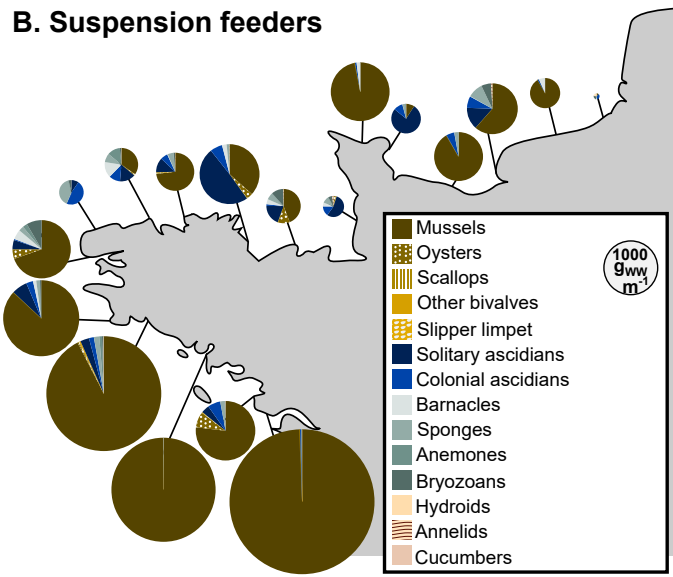 B. Suspension feeders
Mussels
Oysters
Scallops
Other bivalves
Slipper limpet
Solitary ascidians
Colonial ascidians
Barnacles
Sponges
Anemones
Bryozoans
Hydroids
Annelids
Cucumbers
1000
gww
m⁻¹